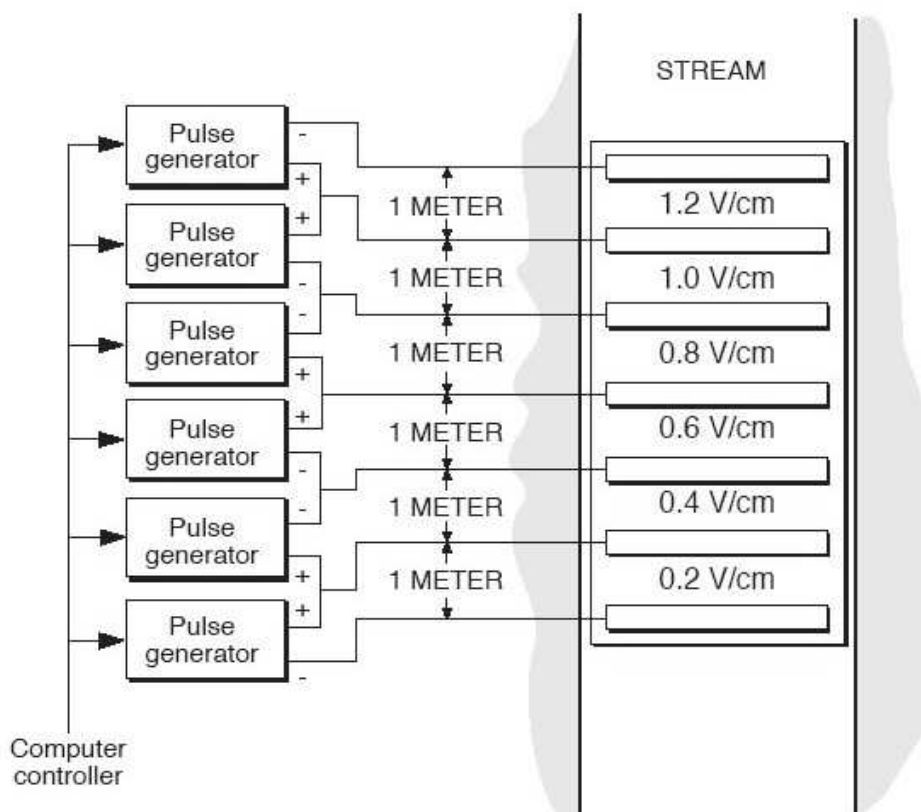 STREAM
Pulse
generator
-
+
1 METER
1.2 V/cm
+
Pulse
generator
-
1 METER
1.0 V/cm
-
Pulse
generator
+
1 METER
0.8 V/cm
+
Pulse
generator
-
1 METER
0.6 V/cm
-
Pulse
generator
+
1 METER
0.4 V/cm
+
Pulse
generator
-
1 METER
0.2 V/cm
Computer
controller